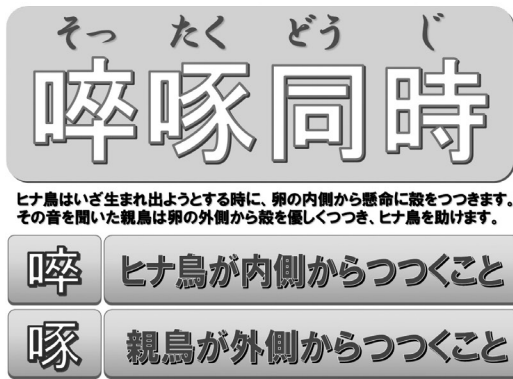 そっ たく どう じ
啐啄同時
ヒナ鳥はいざ生まれ出ようとする時に、卵の内側から懸命に殻をつつきます。
その音を聞いた親鳥は卵の外側から殻を優しくつつき、ヒナ鳥を助けます。
啐 ヒナ鳥が内側からつつくこと
啄 親鳥が外側からつつくこと